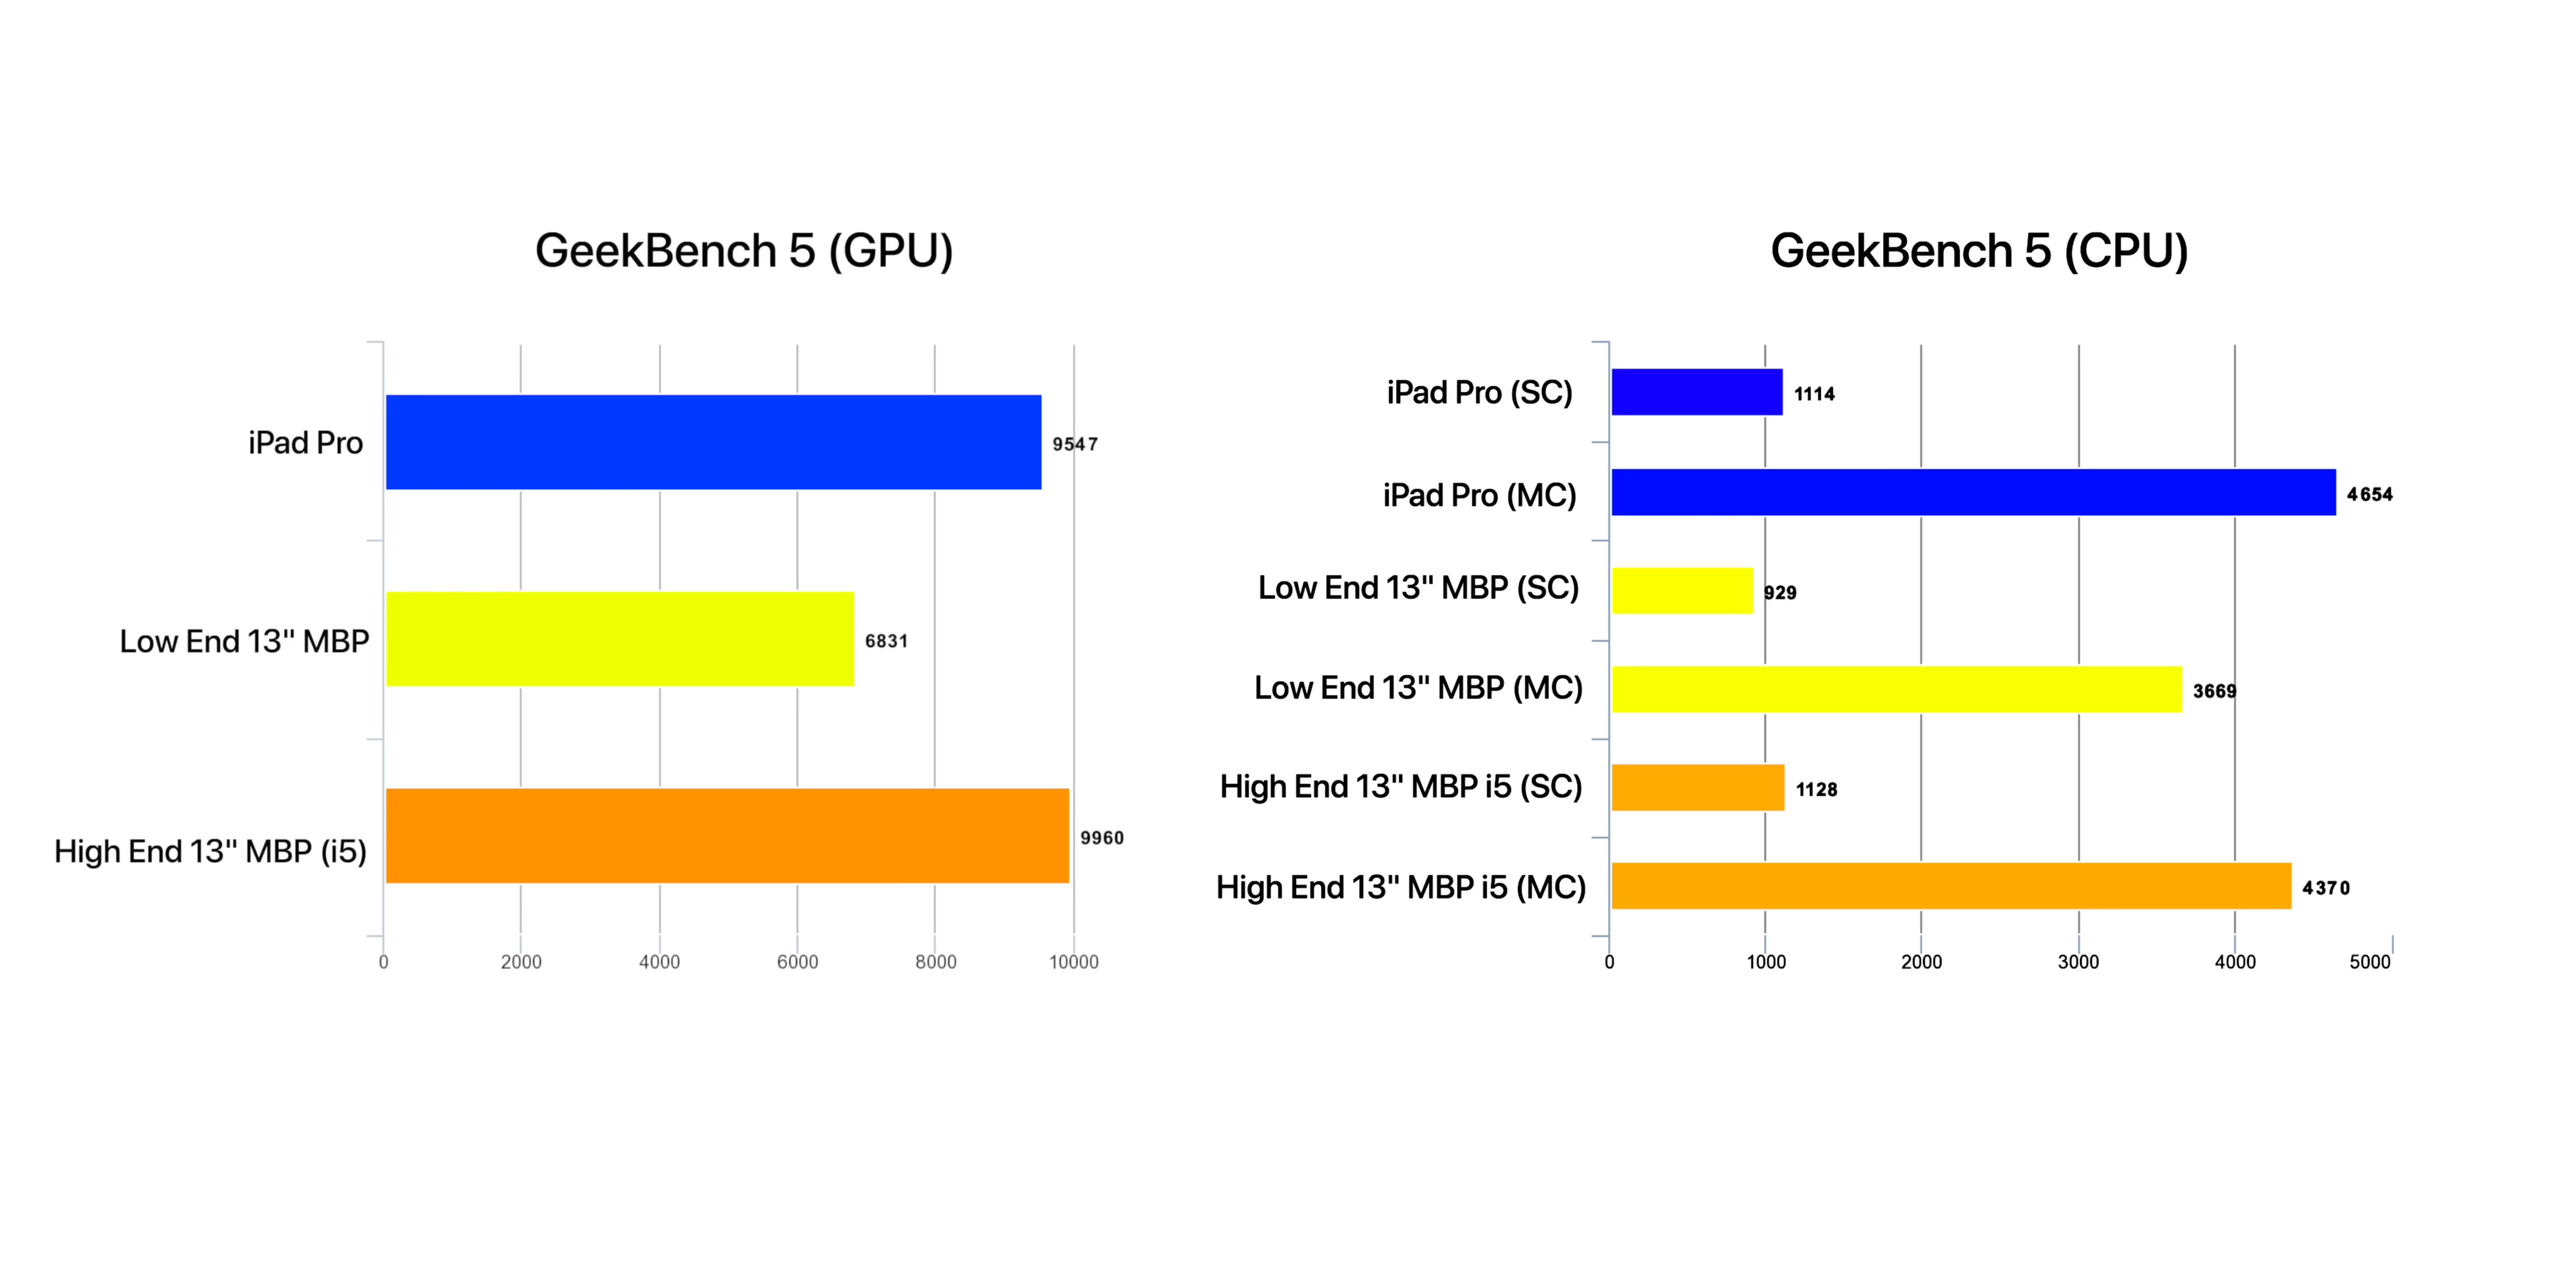 GeekBench 5 (GPU)
iPad Pro
9547
Low End 13" MBP
6831
High End 13" MBP (i5)
9960
0 2000 4000 6000 8000 10000
GeekBench 5 (CPU)
iPad Pro (SC)
1114
iPad Pro (MC)
4654
Low End 13" MBP (SC)
929
Low End 13" MBP (MC)
3669
High End 13" MBP i5 (SC)
1128
High End 13" MBP i5 (MC)
4370
0 1000 2000 3000 4000 5000